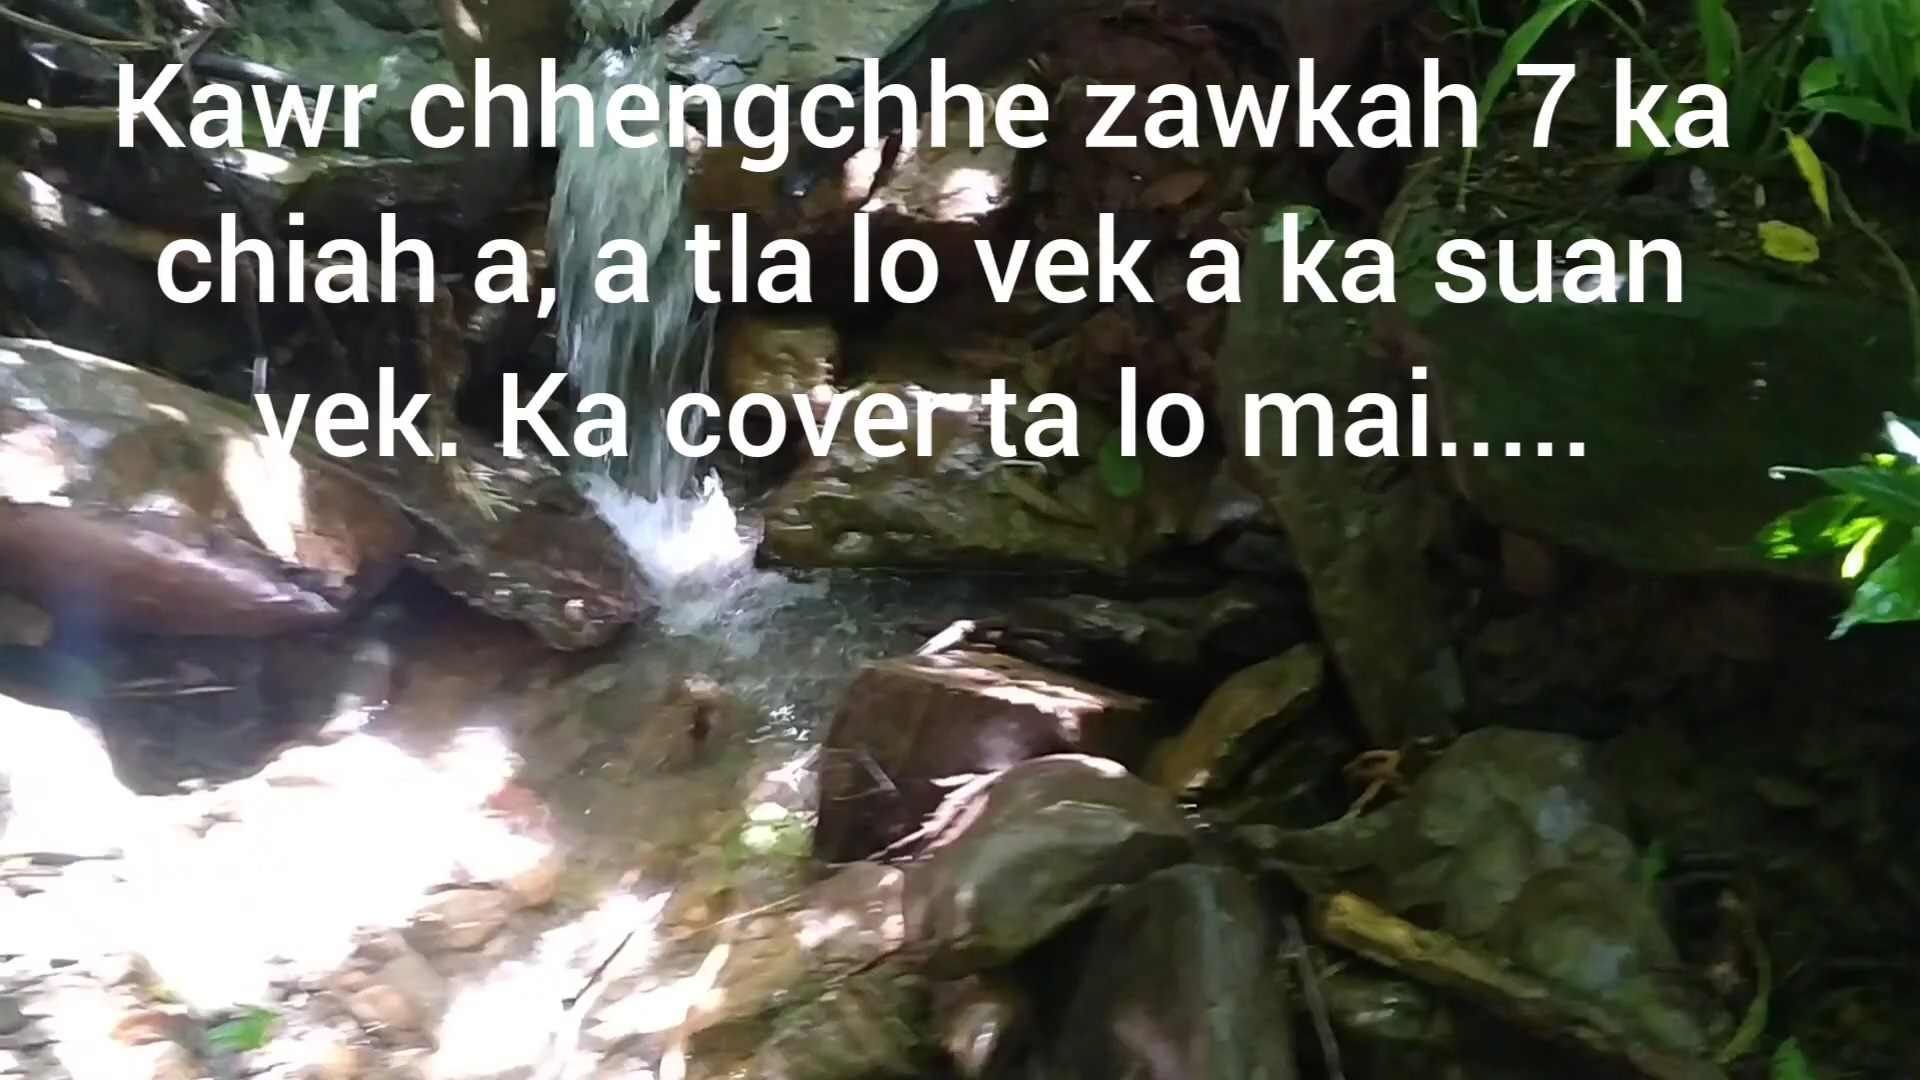 Kawr chhengchhe zawkah 7 ka
chiah a, a tla lo vek a ka suan
vek. Ka cover ta lo mai.....